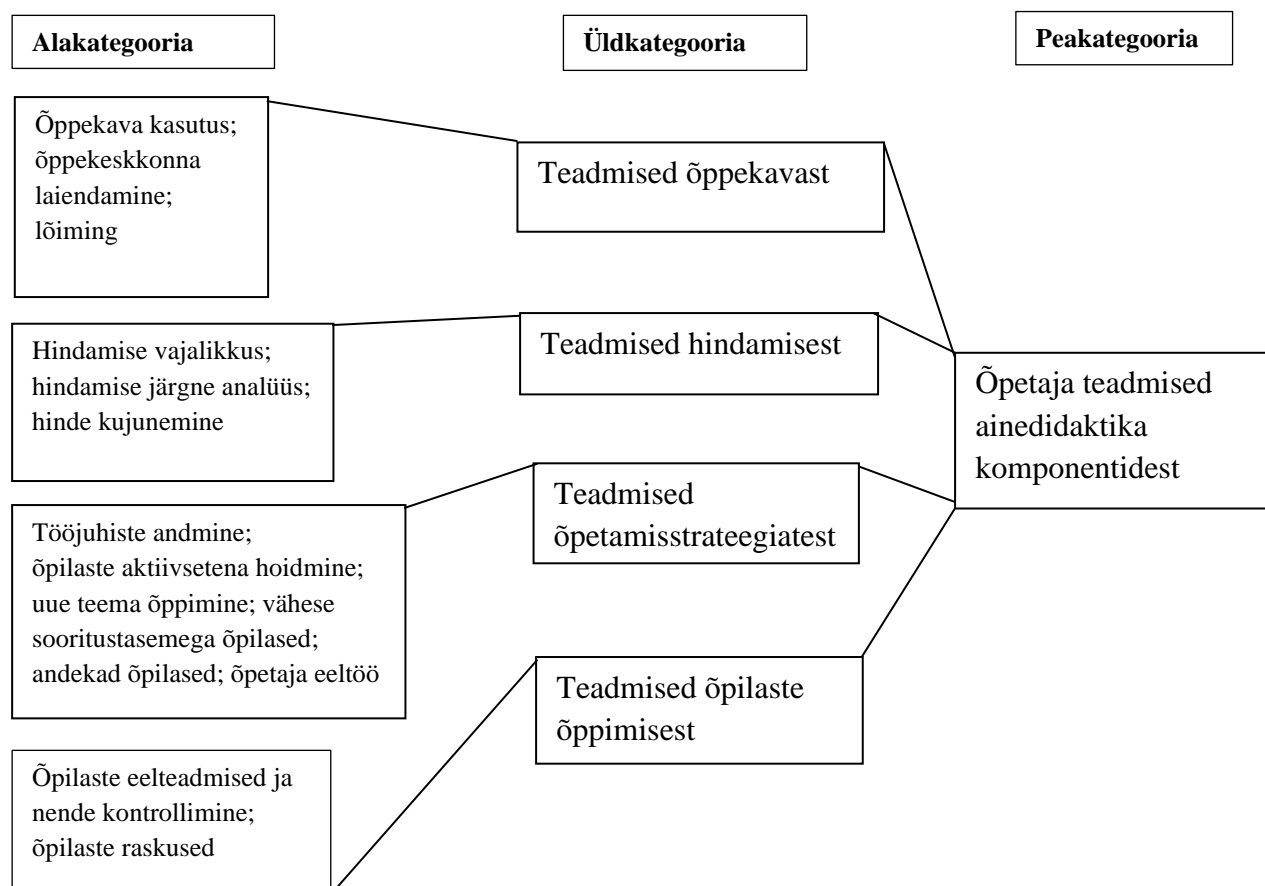 Alakategooria
Üldkategooria
Peakategooria
Õppekava kasutus;
õppekeskkonna
laiendamine;
lõiming
Teadmised õppekavast
Hindamise vajalikkus;
hindamise järgne analüüs;
hinde kujunemine
Teadmised hindamisest
Õpetaja teadmised
ainedidaktika
komponentidest
Tööjuhiste andmine;
õpilaste aktiivsetena hoidmine;
uue teema õppimine; vähese
sooritustasemega õpilased;
andekad õpilased; õpetaja eeltöö
Teadmised
õpetamisstrateegiatest
Õpilaste eelteadmised ja
nende kontrollimine;
õpilaste raskused
Teadmised õpilaste
õppimisest